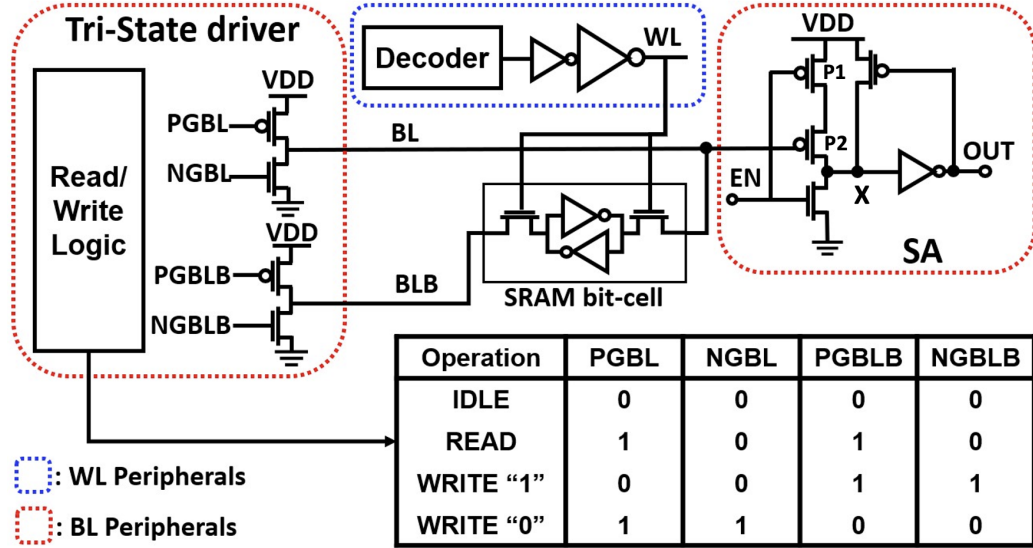 Tri-State driver
Read/
Write
Logic
VDD
PGBL
NGBL
VDD
PGBLB
NGBLB
Decoder
WL
BL
BLB
SRAM bit-cell
VDD
P1
P2
EN
X
OUT
SA
Operation PGBL NGBL PGBLB NGBLB
IDLE 0 0 0 0
READ 1 0 1 0
WRITE “1” 0 0 1 1
WRITE “0” 1 1 0 0
: WL Peripherals
: BL Peripherals